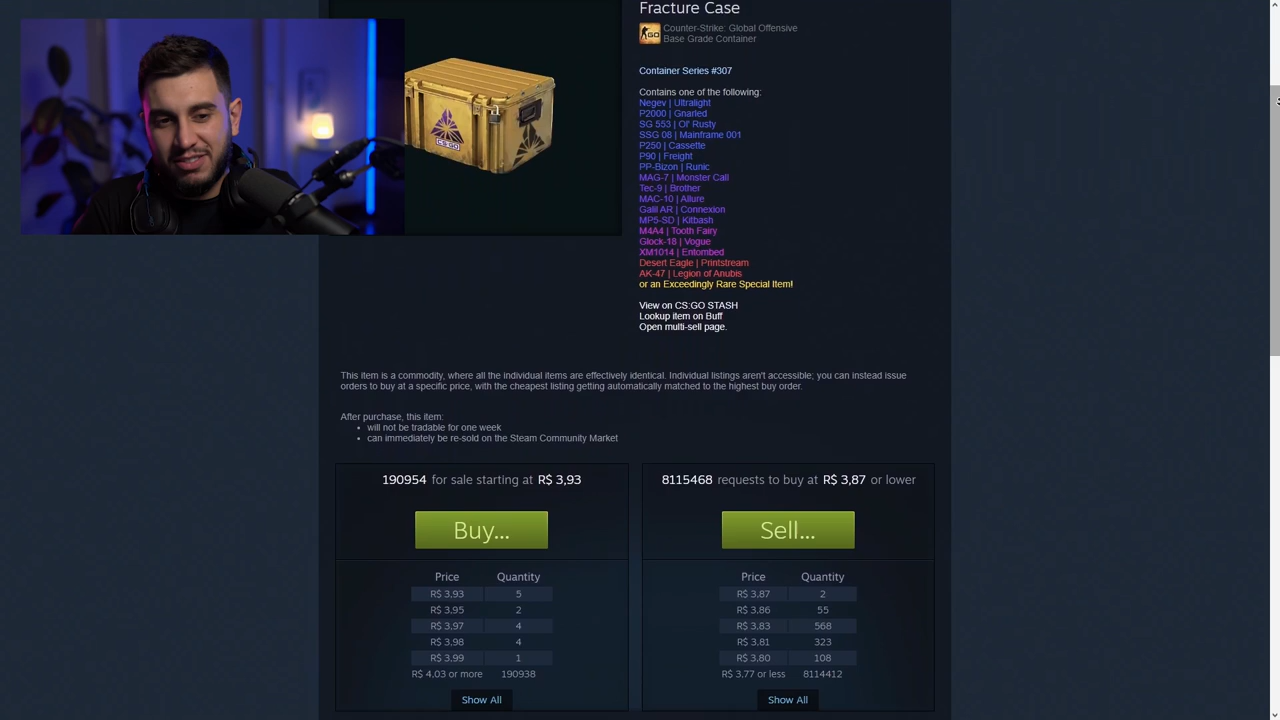 Fracture Case
GO
Counter-Strike: Global Offensive
Base Grade Container
Container Series #307
Contains one of the following:
Negev | Ultralight
P2000 | Gnarled
SG 553 | Ol' Rusty
SSG 08 | Mainframe 001
P250 | Cassette
P90 | Freight
PP-Bizon | Runic
MAG-7 | Monster Call
Tec-9 | Brother
MAC-10 | Allure
Galil AR | Connexion
MP5-SD | Kitbash
M4A4 | Tooth Fairy
Glock-18 | Vogue
XM1014 | Entombed
Desert Eagle | Printstream
AK-47 | Legion of Anubis
or an Exceedingly Rare Special Item!
CS:GO
View on CS:GO STASH
Lookup item on Buff
Open multi-sell page.
This item is a commodity, where all the individual items are effectively identical. Individual listings aren't accessible; you can instead issue
orders to buy at a specific price, with the cheapest listing getting automatically matched to the highest buy order.
After purchase, this item:
• will not be tradable for one week
• can immediately be re-sold on the Steam Community Market
190954 for sale starting at R$ 3,93
Buy...
Price Quantity
R$ 3,93 5
R$ 3,95 2
R$ 3,97 4
R$ 3,98 4
R$ 3,99 1
R$ 4,03 or more 190938
Show All
8115468 requests to buy at R$ 3,87 or lower
Sell...
Price Quantity
R$ 3,87 2
R$ 3,86 55
R$ 3,83 568
R$ 3,81 323
R$ 3,80 108
R$ 3,77 or less 8114412
Show All